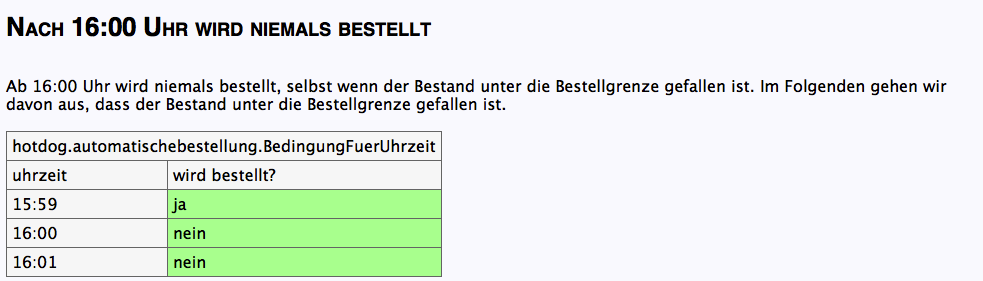 Nach 16:00 Uhr wird niemals bestellt
Ab 16:00 Uhr wird niemals bestellt, selbst wenn der Bestand unter die Bestellgrenze gefallen ist. Im Folgenden gehen wir
davon aus, dass der Bestand unter die Bestellgrenze gefallen ist.
hotdog.automatischebestellung.BedingungFuerUhrzeit
uhrzeit wird bestellt?
15:59 ja
16:00 nein
16:01 nein